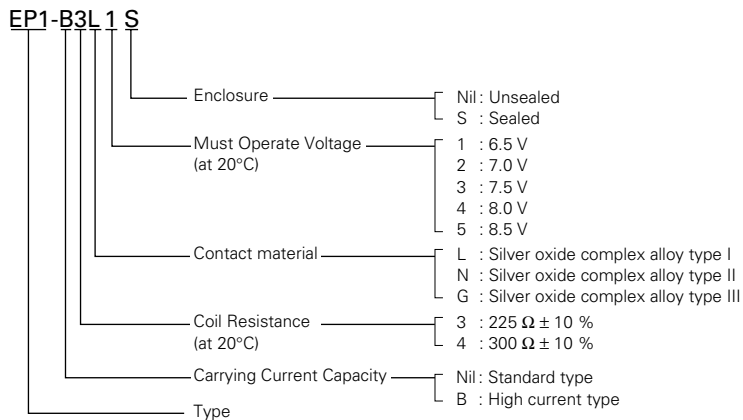 EP1-B3L1S
Enclosure Nil: Unsealed
S : Sealed
Must Operate Voltage 1 : 6.5 V
(at 20°C) 2 : 7.0 V
3 : 7.5 V
4 : 8.0 V
5 : 8.5 V
Contact material L : Silver oxide complex alloy type I
N : Silver oxide complex alloy type II
G : Silver oxide complex alloy type III
Coil Resistance 3 : 225 Ω ± 10 %
(at 20°C) 4 : 300 Ω ± 10 %
Carrying Current Capacity Nil: Standard type
B : High current type
Type